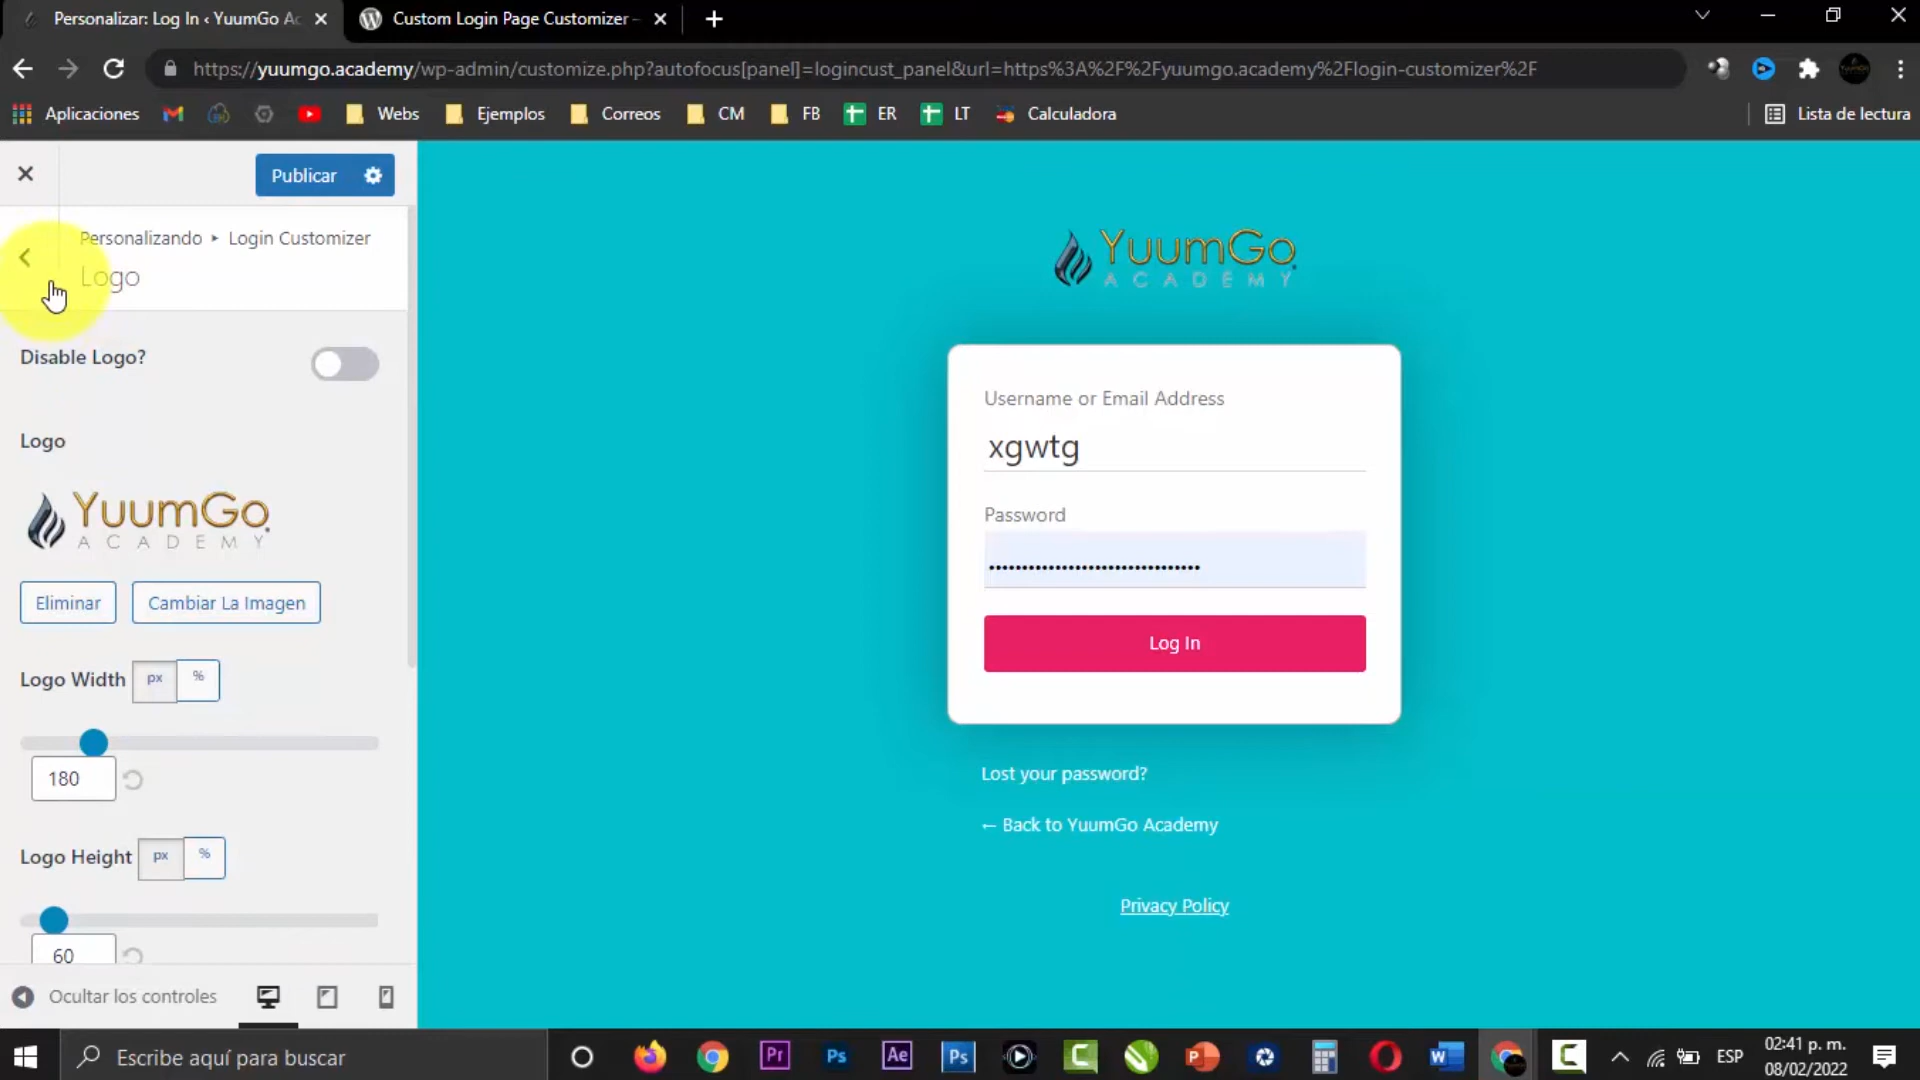 Personalizar: Log In ‹ YuumGo Ac
Custom Login Page Customizer –
https://yuumgo.academy/wp-admin/customize.php?autofocus[panel]=logincust_panel&url=https%3A%2F%2Fyuumgo.academy%2Flogin-customizer%2F
Aplicaciones
Webs
Ejemplos
Correos
CM
FB
ER
LT
Calculadora
Lista de lectura
Publicar
Personalizando ▸ Login Customizer
Logo
Disable Logo?
Logo
YuumGo
ACADEMY
Eliminar
Cambiar La Imagen
Logo Width px %
180
Logo Height px %
60
Ocultar los controles
YuumGo
ACADEMY
Username or Email Address
xgwtg
Password
Log In
Lost your password?
← Back to YuumGo Academy
Privacy Policy
Escribe aquí para buscar
Pr
Ps
Ae
Ps
ESP
02:41 p. m.
08/02/2022